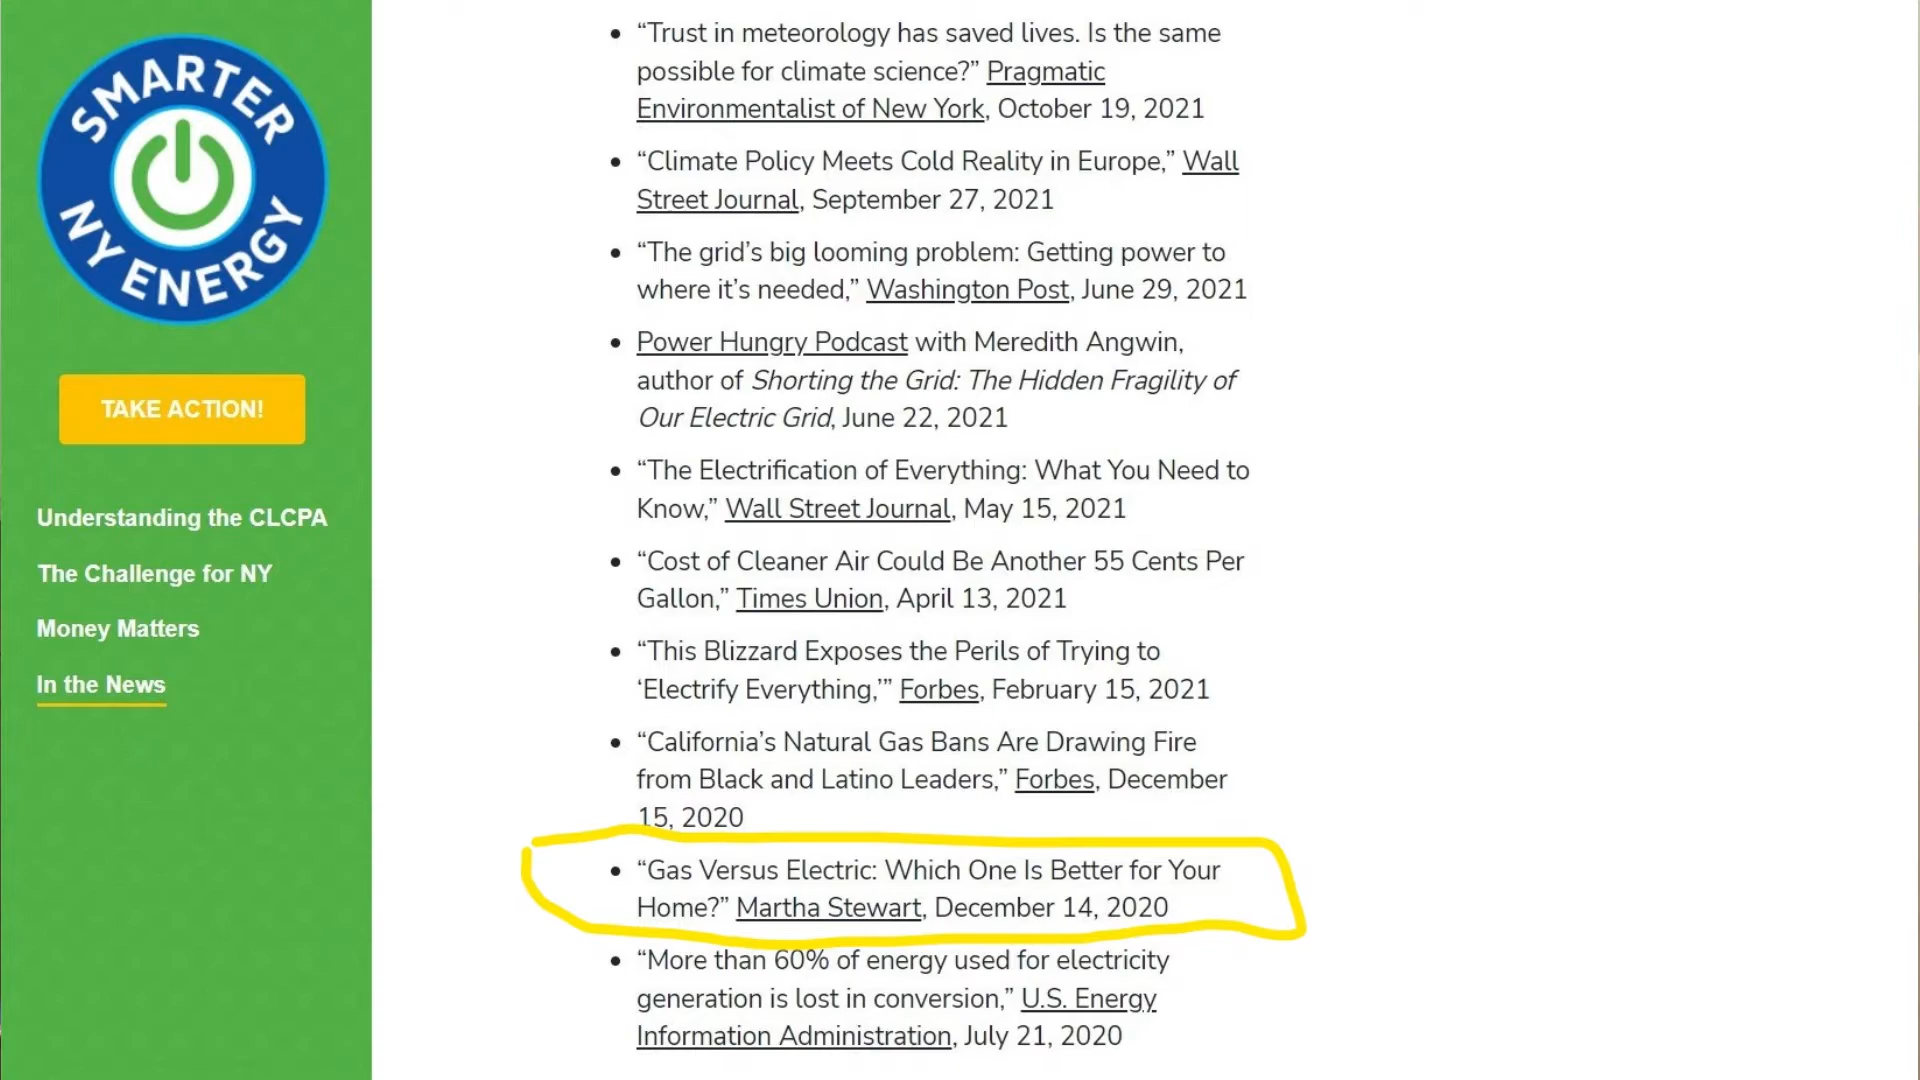 SMARTER
NY ENERGY
TAKE ACTION!
Understanding the CLCPA
The Challenge for NY
Money Matters
In the News
• “Trust in meteorology has saved lives. Is the same
possible for climate science?” Pragmatic
Environmentalist of New York, October 19, 2021
• “Climate Policy Meets Cold Reality in Europe,” Wall
Street Journal, September 27, 2021
• “The grid’s big looming problem: Getting power to
where it’s needed,” Washington Post, June 29, 2021
• Power Hungry Podcast with Meredith Angwin,
author of Shorting the Grid: The Hidden Fragility of
Our Electric Grid, June 22, 2021
• “The Electrification of Everything: What You Need to
Know,” Wall Street Journal, May 15, 2021
• “Cost of Cleaner Air Could Be Another 55 Cents Per
Gallon,” Times Union, April 13, 2021
• “This Blizzard Exposes the Perils of Trying to
‘Electrify Everything,’” Forbes, February 15, 2021
• “California’s Natural Gas Bans Are Drawing Fire
from Black and Latino Leaders,” Forbes, December
15, 2020
• “Gas Versus Electric: Which One Is Better for Your
Home?” Martha Stewart, December 14, 2020
• “More than 60% of energy used for electricity
generation is lost in conversion,” U.S. Energy
Information Administration, July 21, 2020